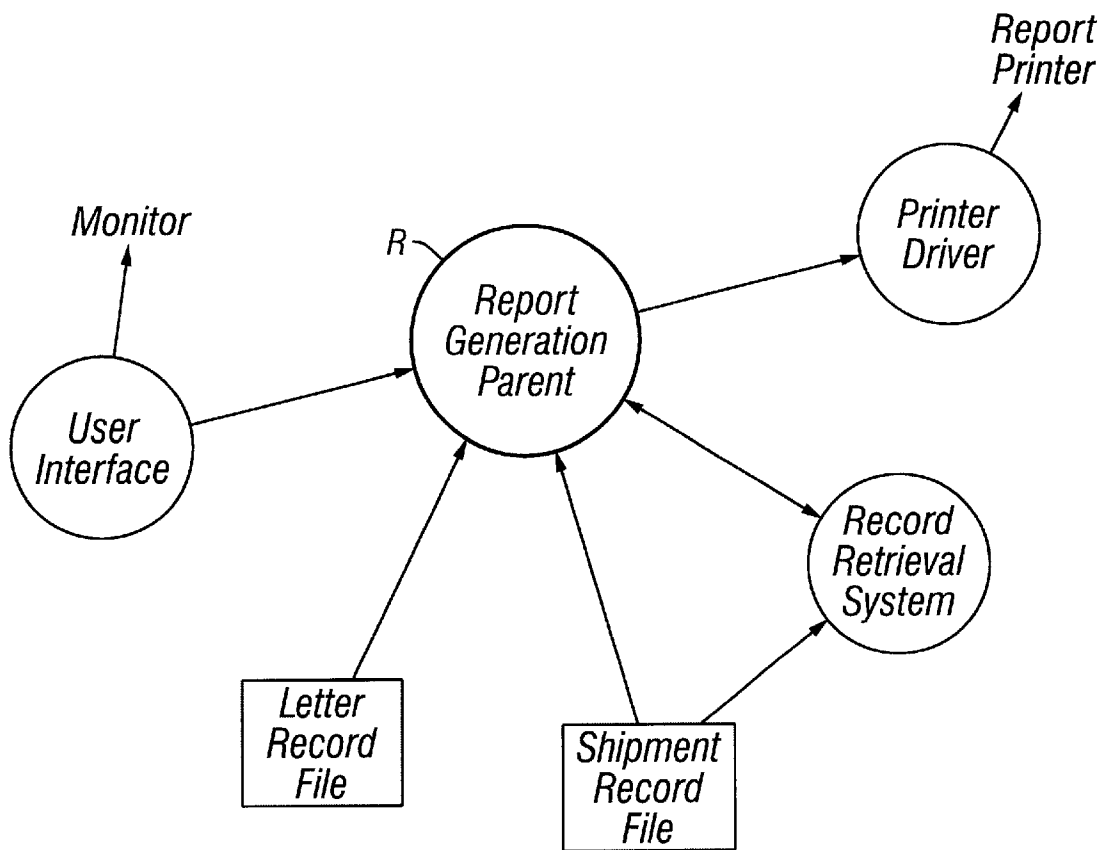 Report
Printer
Printer
Driver
Monitor
R
Report
Generation
Parent
User
Interface
Record
Retrieval
System
Letter
Record
File
Shipment
Record
File